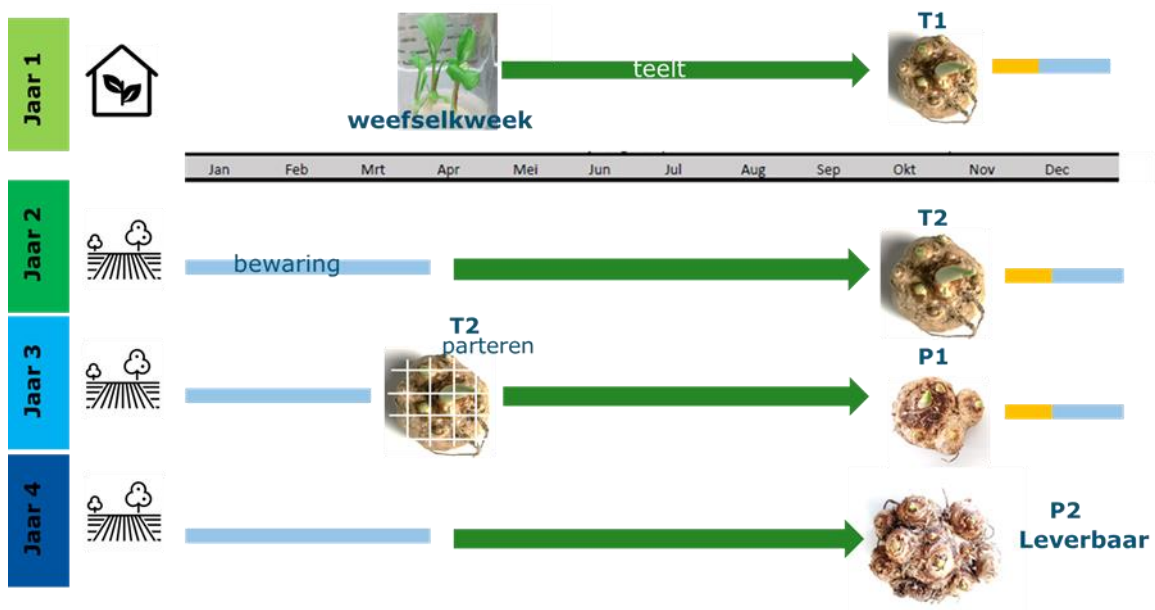 Jaar 1
T1
teelt
weefselkweek
Jan Feb Mrt Apr Mei Jun Jul Aug Sep Okt Nov Dec
Jaar 2
T2
bewaring
Jaar 3
T2
parteren
P1
Jaar 4
P2
Leverbaar